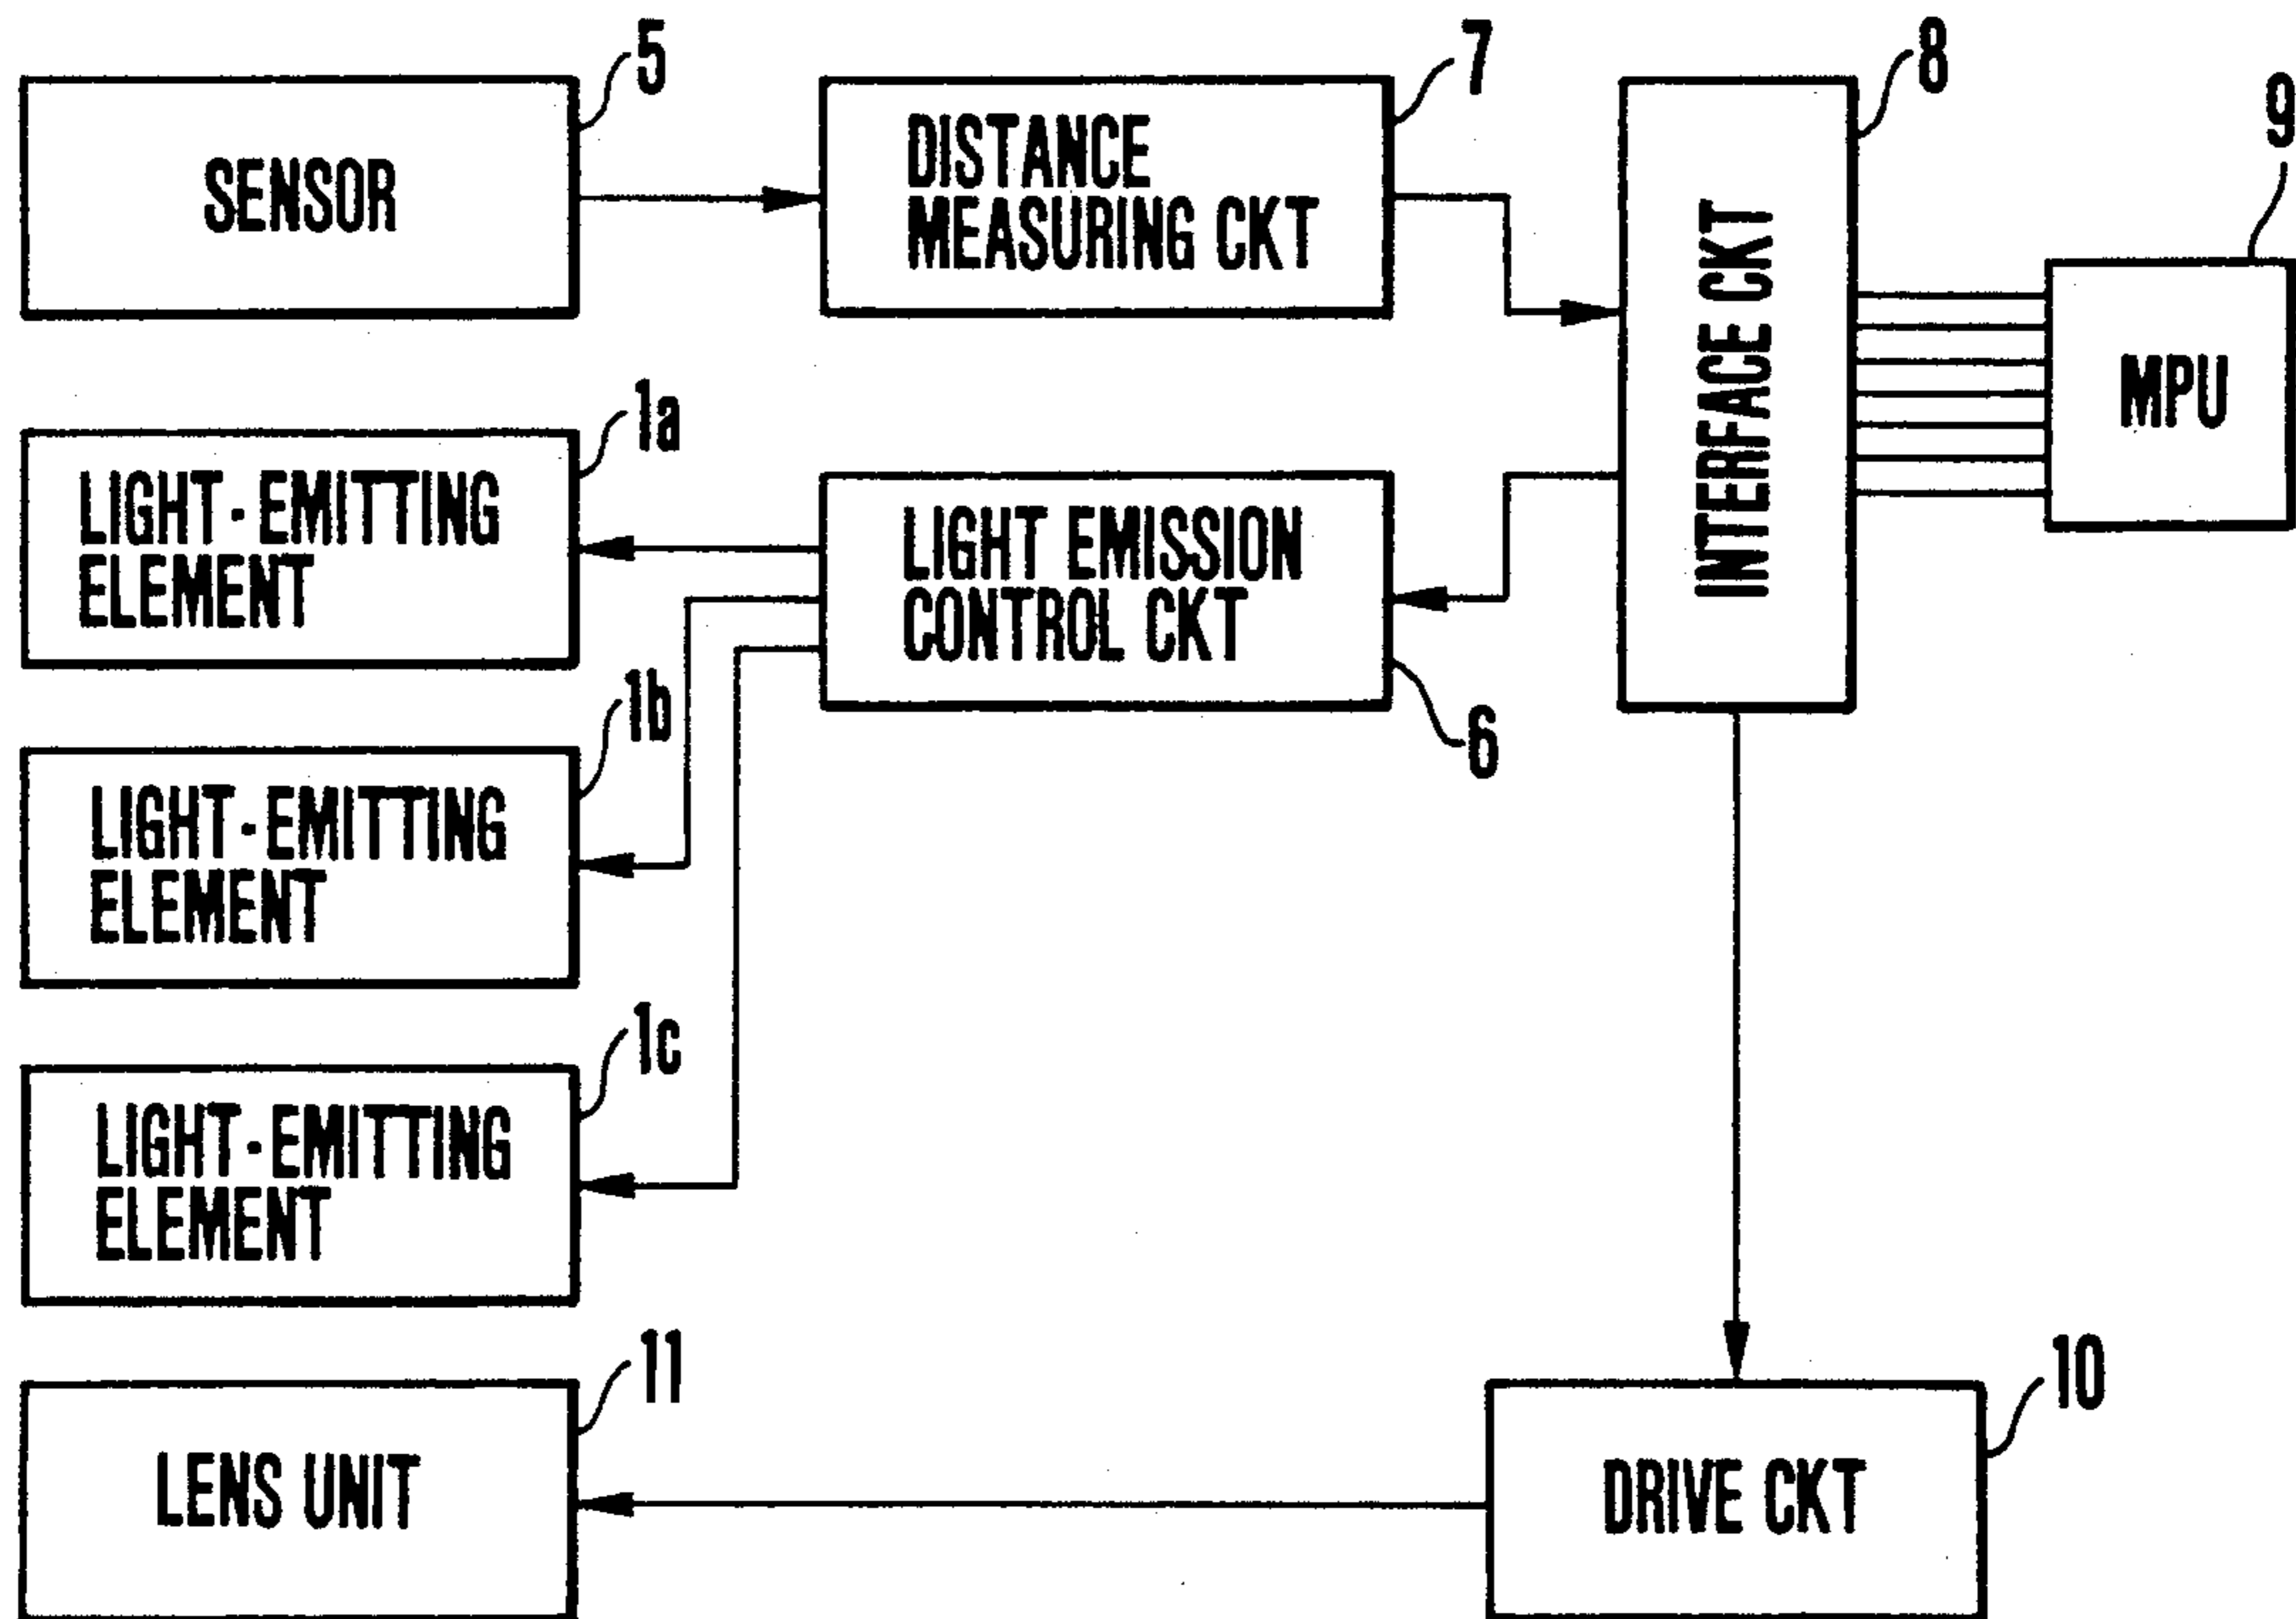 5
SENSOR
7
DISTANCE
MEASURING CKT
8
INTERFACE CKT
9
MPU
1a
LIGHT-EMITTING
ELEMENT
LIGHT EMISSION
CONTROL CKT
6
1b
LIGHT-EMITTING
ELEMENT
1c
LIGHT-EMITTING
ELEMENT
11
LENS UNIT
10
DRIVE CKT